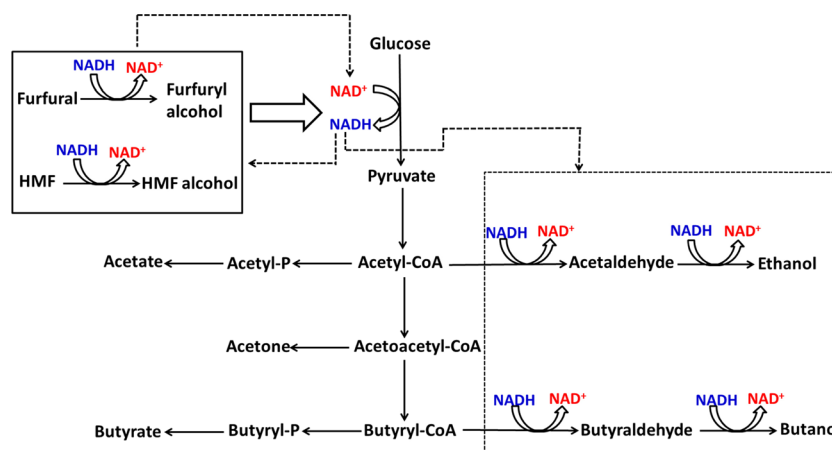 Glucose
NADH NAD+
Furfural Furfuryl
alcohol
NAD+
NADH
NADH NAD+
HMF HMF alcohol
Pyruvate
NADH NAD+ NADH NAD+
Acetate Acetyl-P Acetyl-CoA Acetaldehyde Ethanol
Acetone Acetoacetyl-CoA
NADH NAD+ NADH NAD+
Butyrate Butyryl-P Butyryl-CoA Butyraldehyde Butano